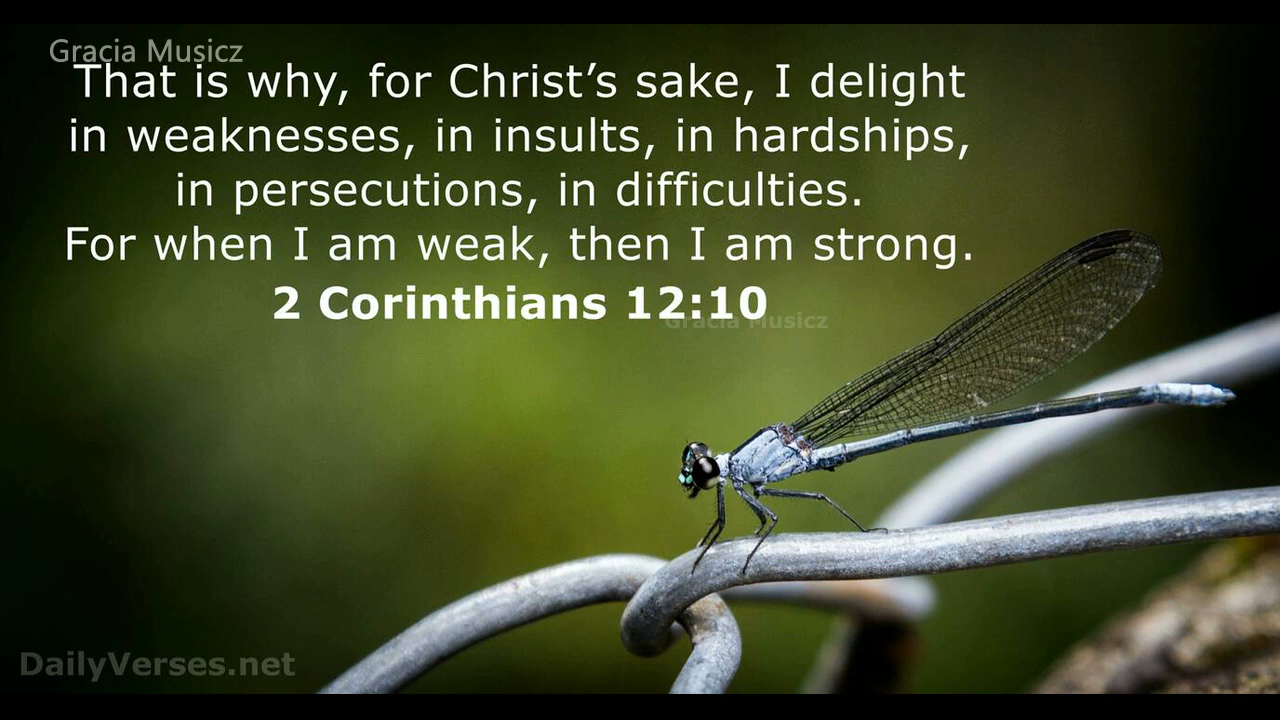 Gracia Musicz
That is why, for Christ’s sake, I delight
in weaknesses, in insults, in hardships,
in persecutions, in difficulties.
For when I am weak, then I am strong.
2 Corinthians 12:10
Gracia Musicz
DailyVerses.net